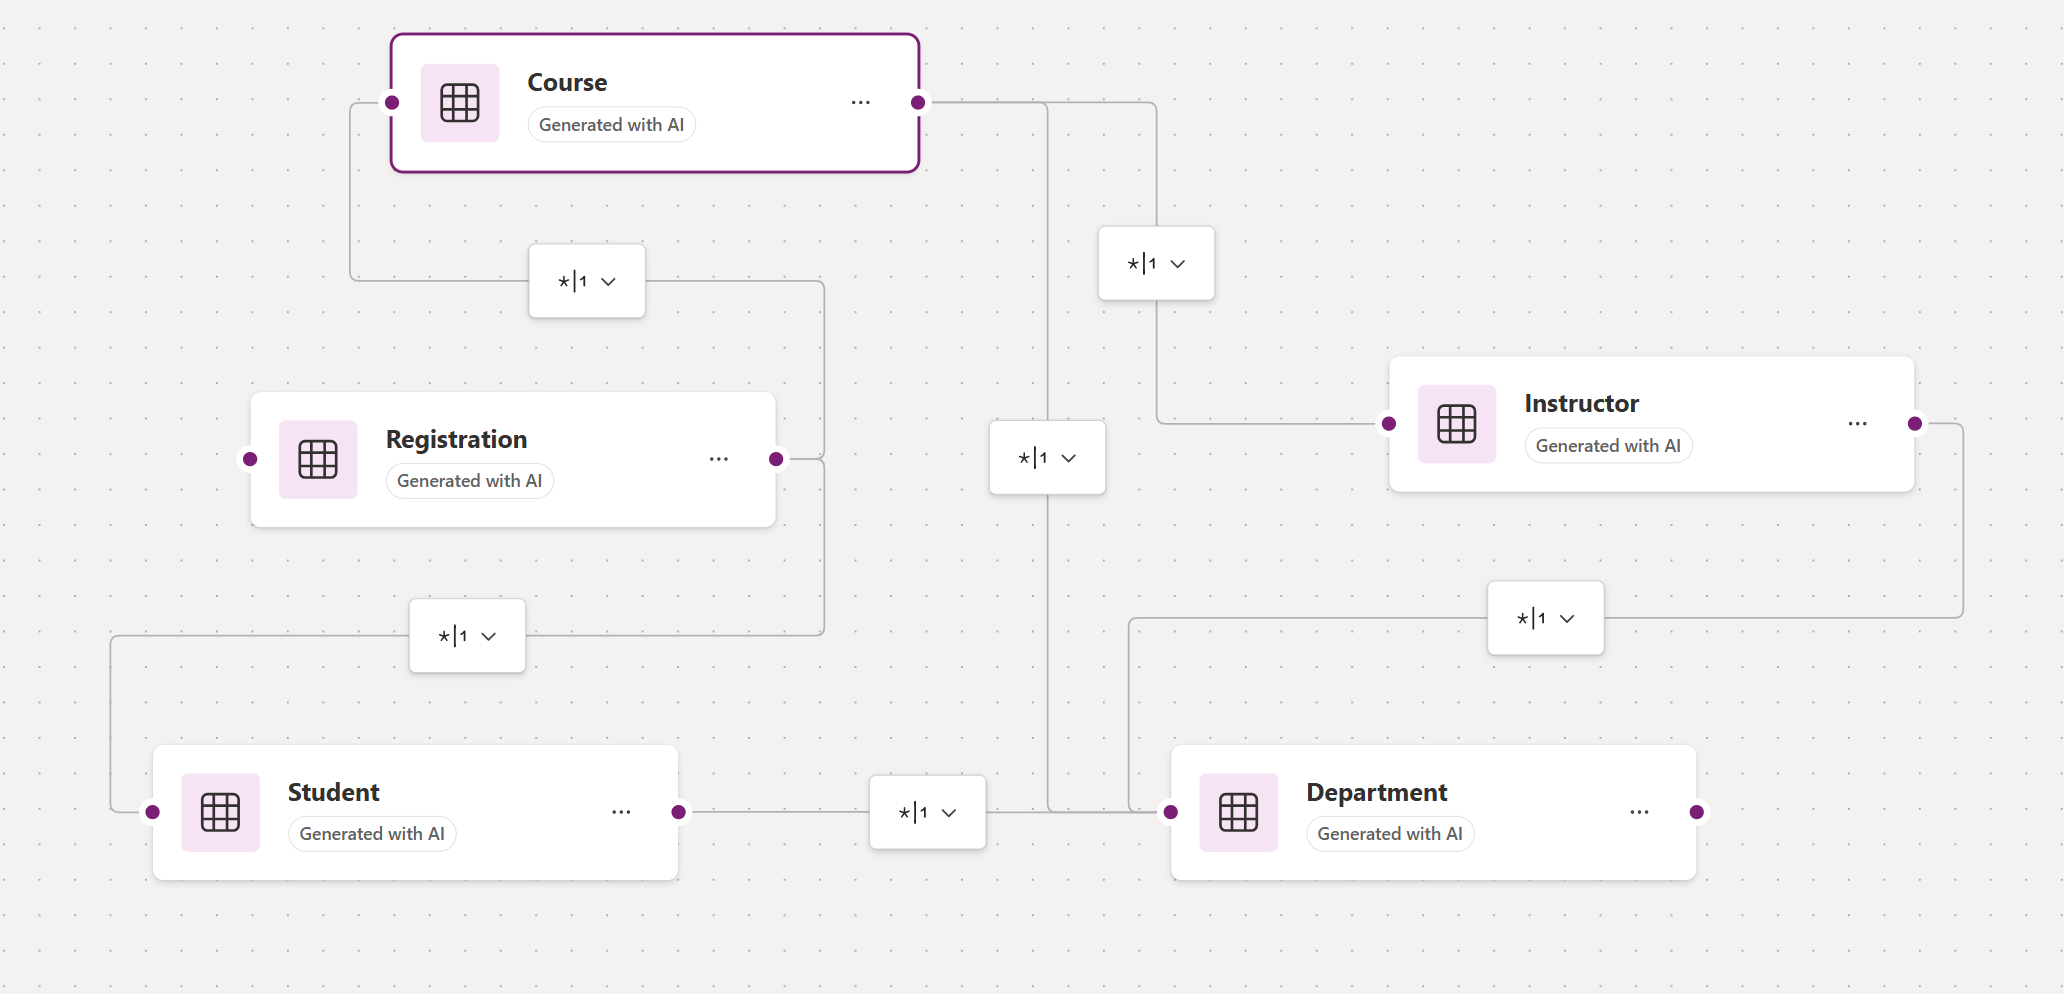 Course
Generated with AI
*|1
*|1
Instructor
Generated with AI
Registration
Generated with AI
*|1
*|1
*|1
Student
Generated with AI
*|1
Department
Generated with AI